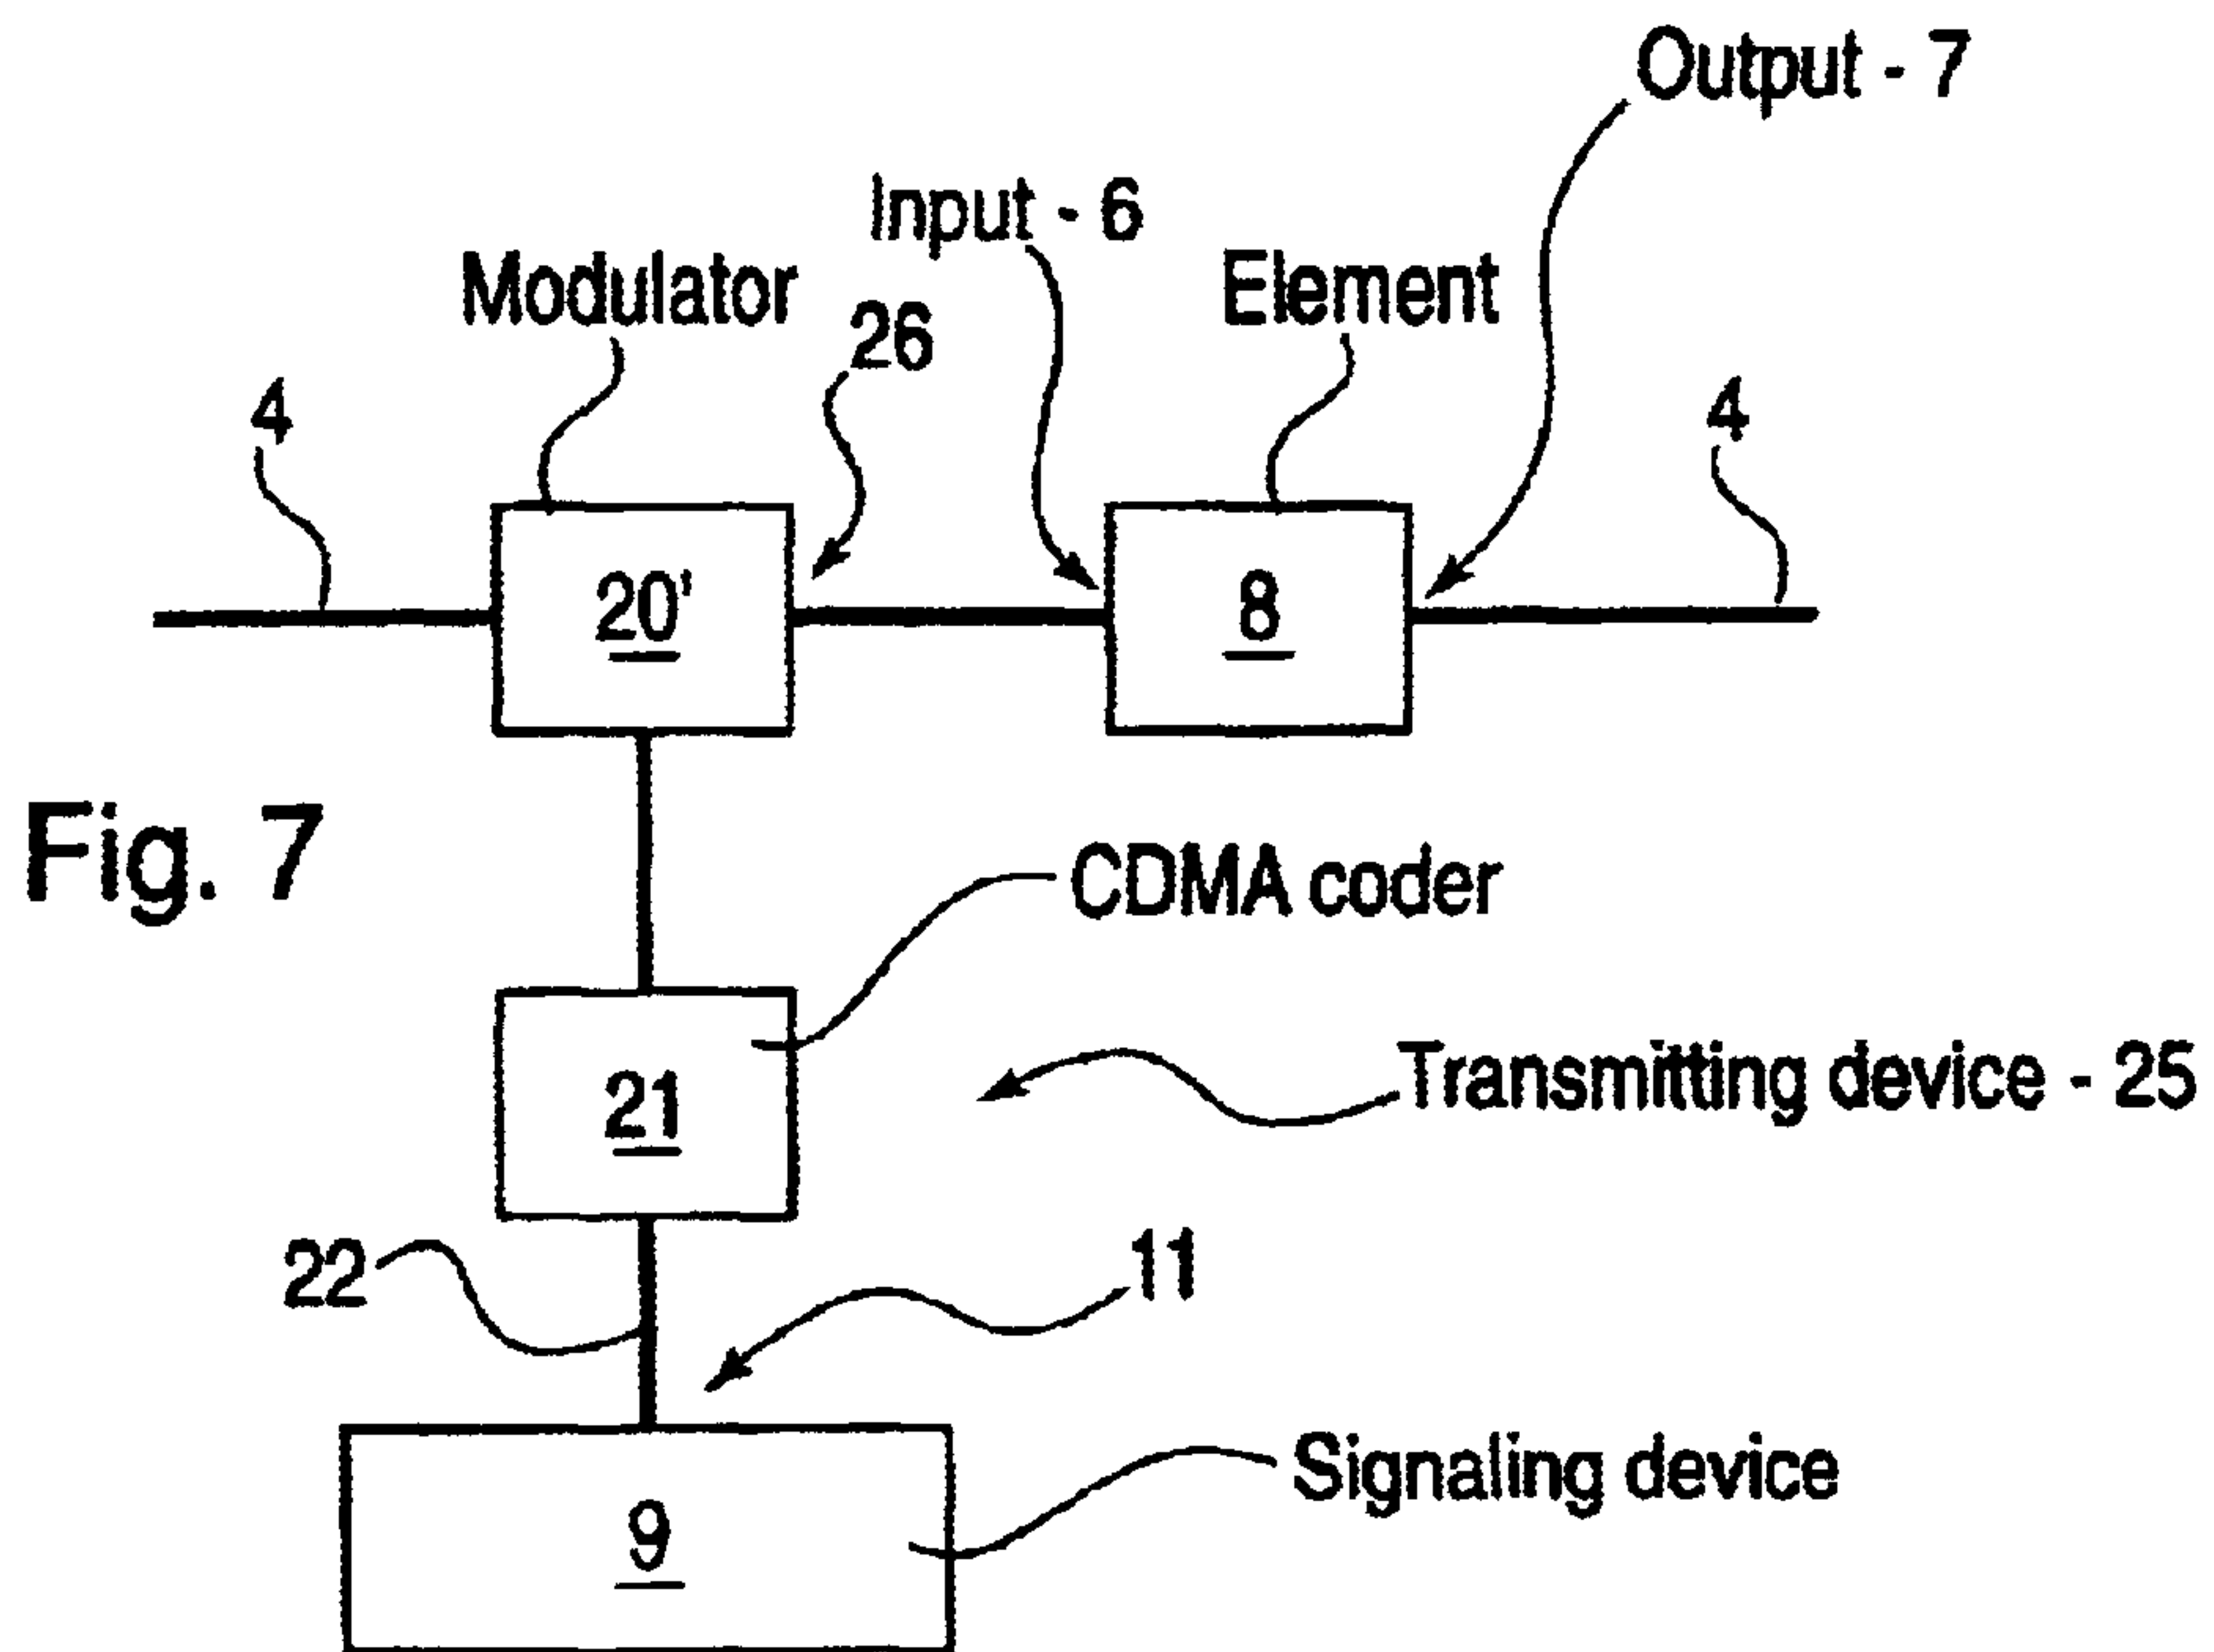 Output - 7
Input - 6
Modulator
Element
26
4
4
20'
8
Fig. 7
CDMA coder
Transmitting device - 25
21
22
11
Signaling device
9